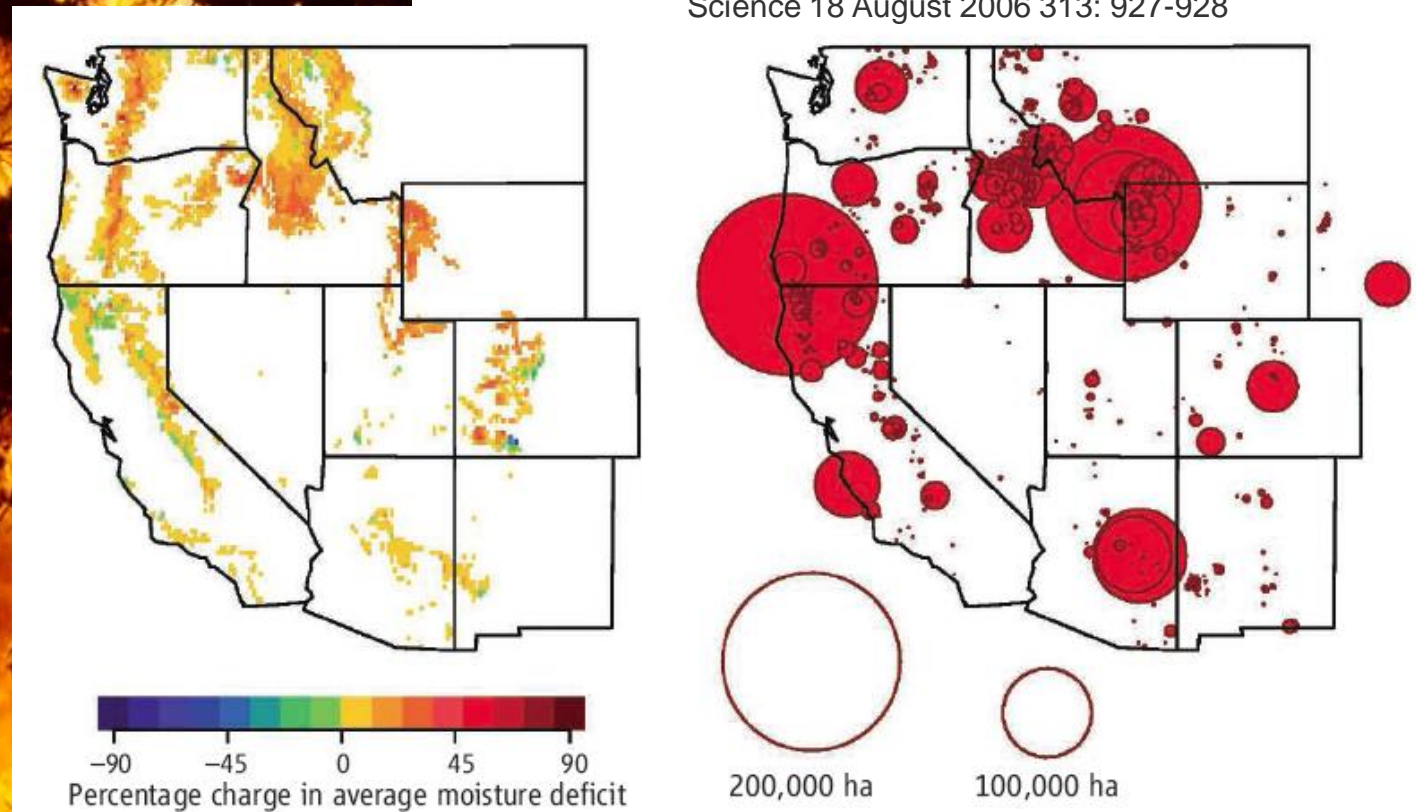 Science 18 August 2006 313: 927-928
−90 −45 0 45 90
Percentage charge in average moisture deficit
200,000 ha 100,000 ha